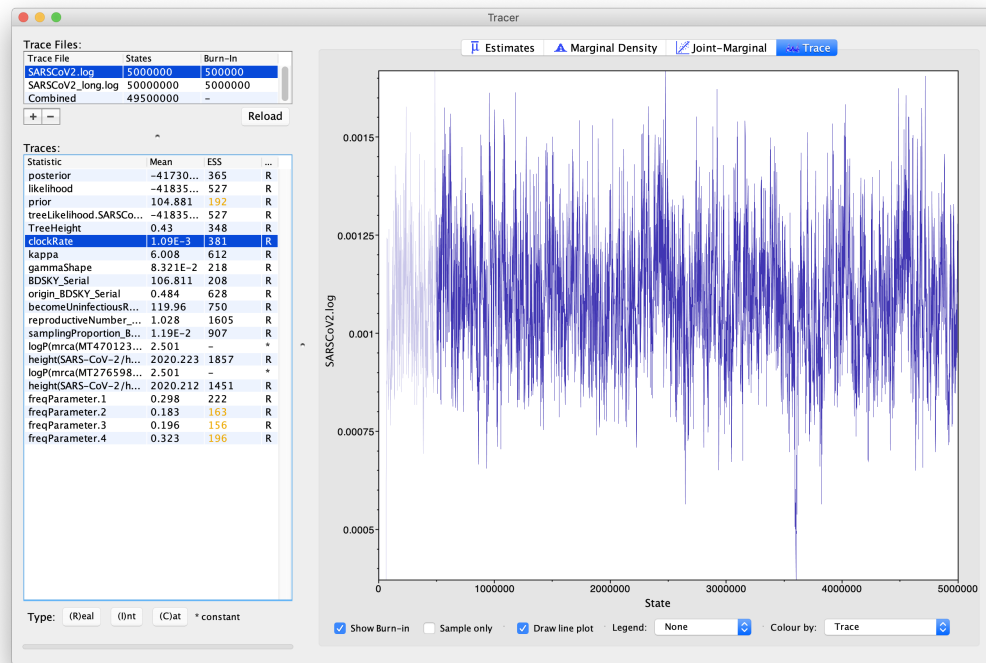 Tracer
Trace Files:
Trace File States Burn-In
SARSCoV2.log 5000000 500000
SARSCoV2_long.log 50000000 5000000
Combined 49500000 -
+ - Reload
Traces:
Statistic Mean ESS ...
posterior -41730... 365 R
likelihood -41835... 527 R
prior 104.881 192 R
treeLikelihood.SARSCo... -41835... 527 R
TreeHeight 0.43 348 R
clockRate 1.09E-3 381 R
kappa 6.008 612 R
gammaShape 8.321E-2 218 R
BDSKY_Serial 106.811 208 R
origin_BDSKY_Serial 0.484 628 R
becomeUninfectiousR... 119.96 750 R
reproductiveNumber_... 1.028 1605 R
samplingProportion_B... 1.19E-2 907 R
logP(mrca(MT470123... 2.501 - *
height(SARS-CoV-2/h... 2020.223 1857 R
logP(mrca(MT276598... 2.501 - *
height(SARS-CoV-2/h... 2020.212 1451 R
freqParameter.1 0.298 222 R
freqParameter.2 0.183 163 R
freqParameter.3 0.196 156 R
freqParameter.4 0.323 196 R
Type: (R)eal (I)nt (C)at * constant
Estimates Marginal Density Joint-Marginal Trace
SARSCoV2.log
0.0015
0.00125
0.001
0.00075
0.0005
0 1000000 2000000 3000000 4000000 5000000
State
Show Burn-in Sample only Draw line plot Legend: None Colour by: Trace